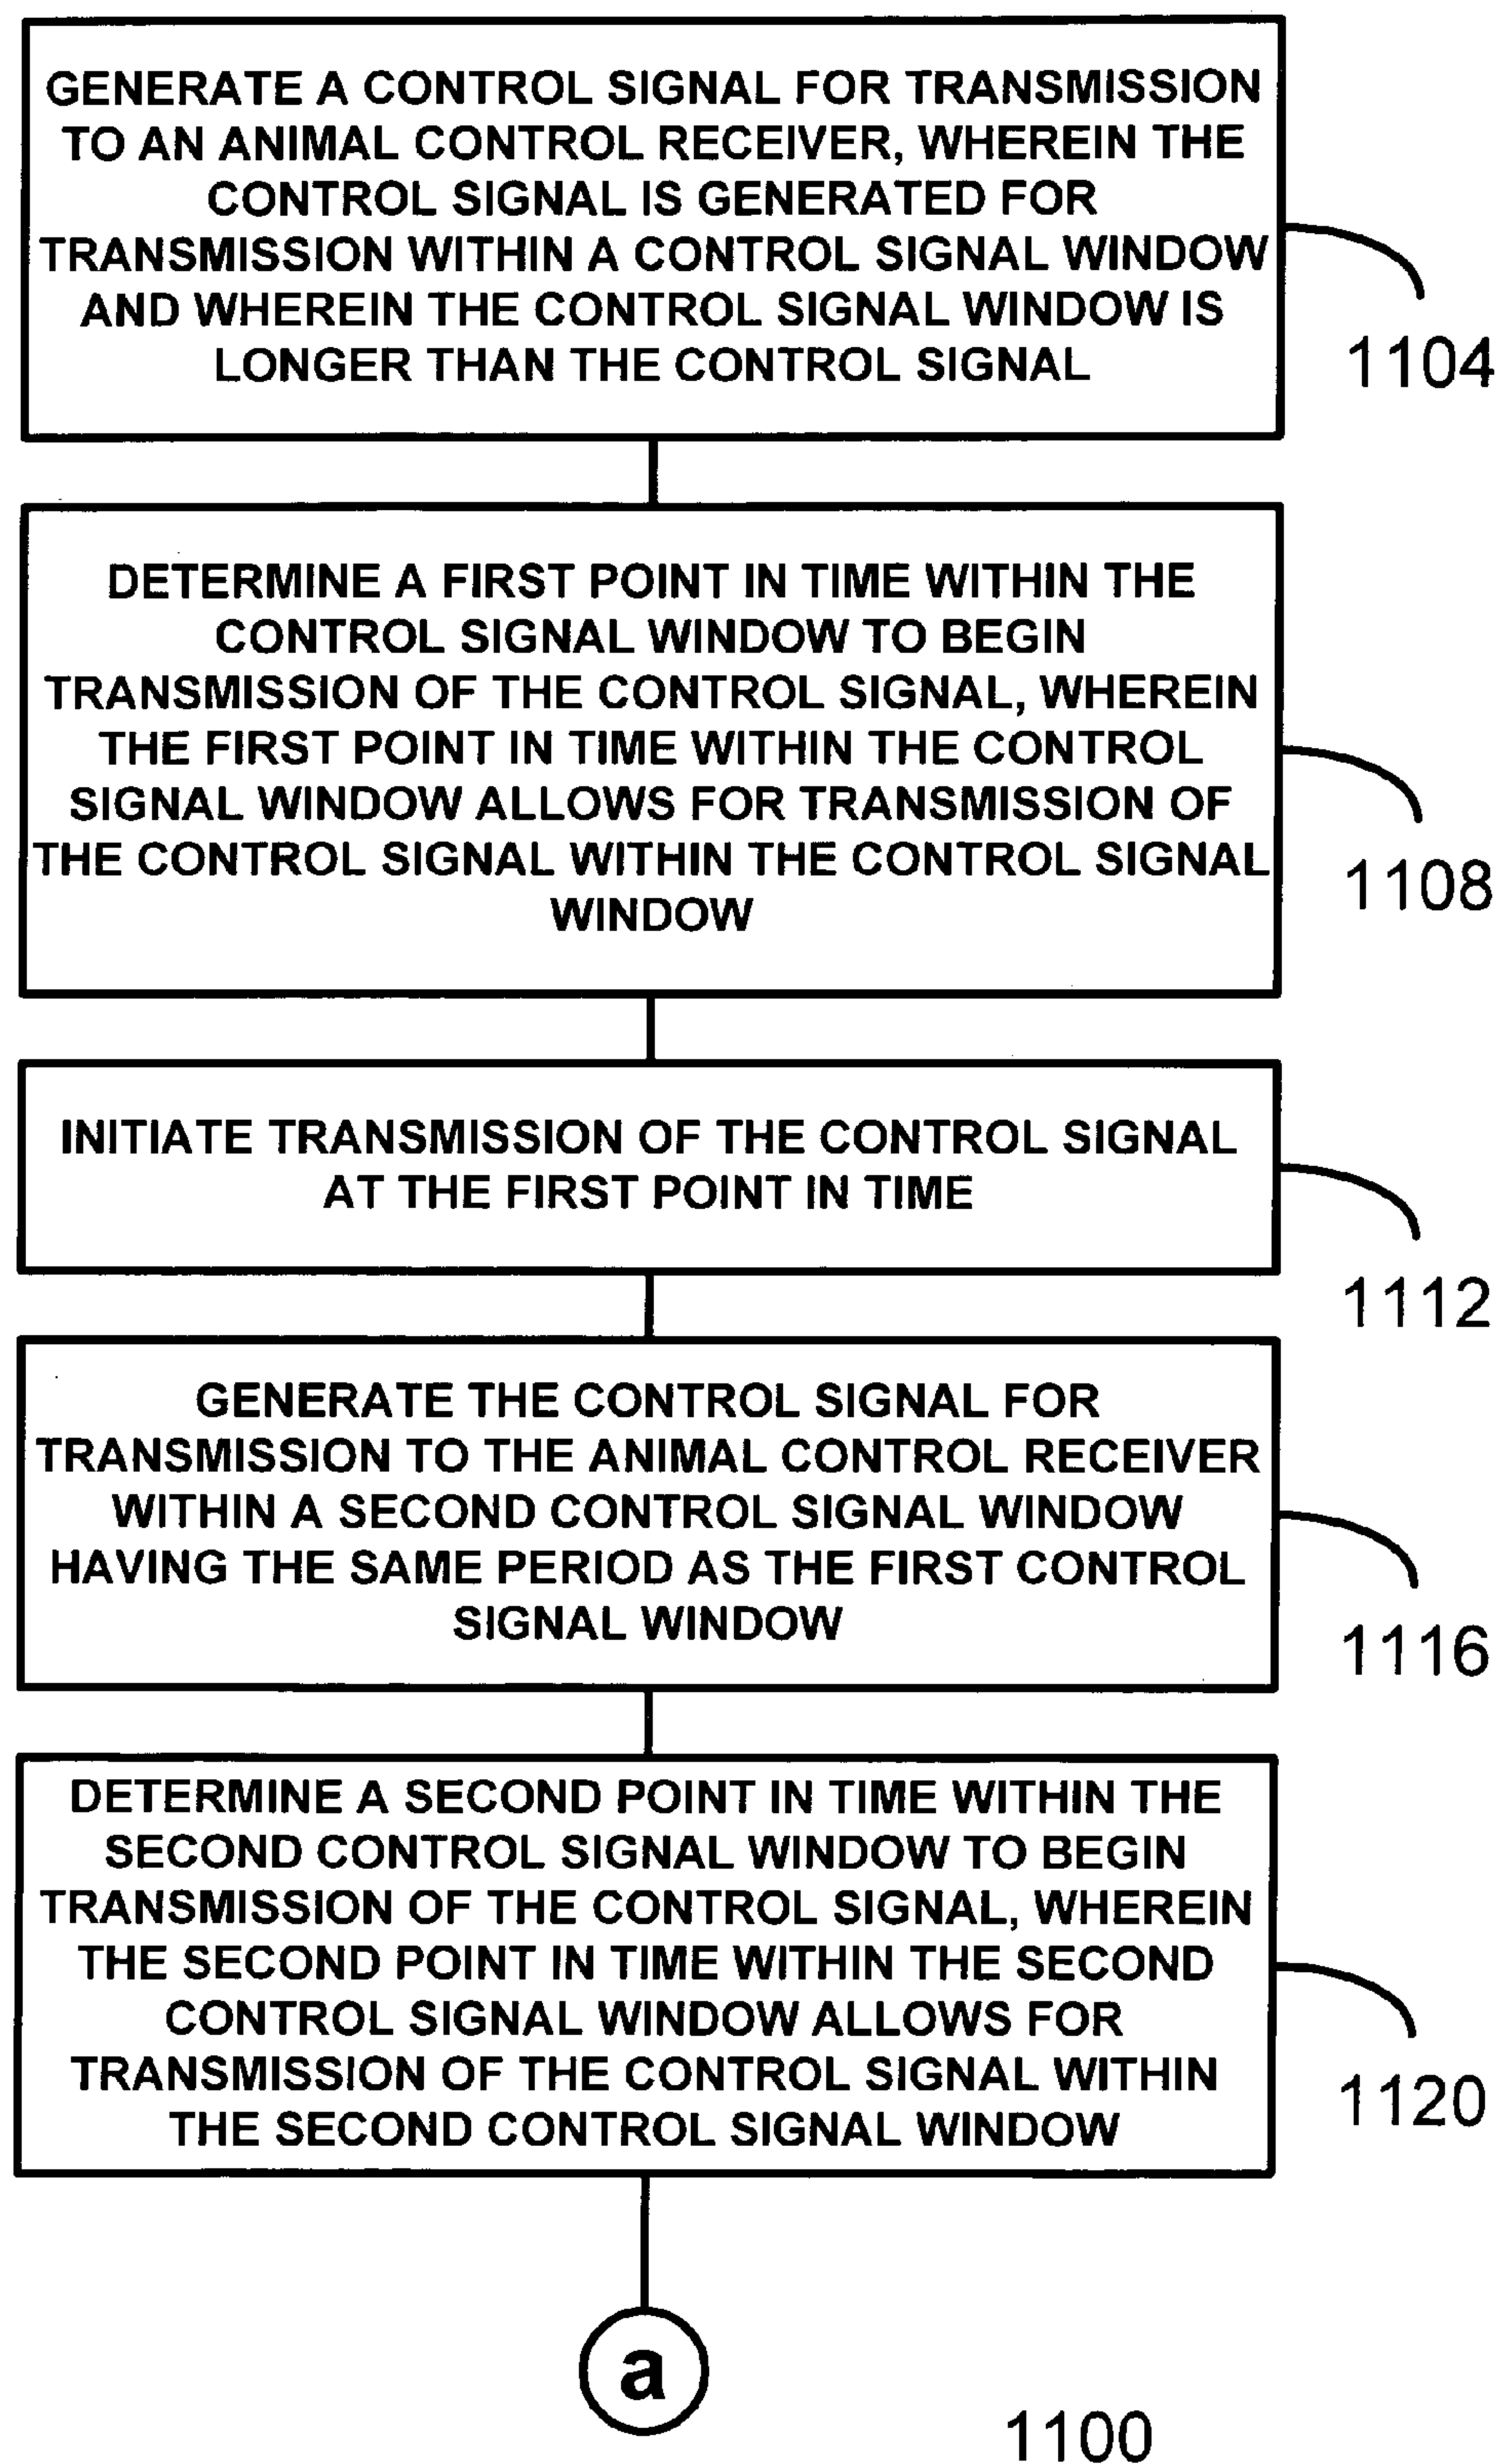 GENERATE A CONTROL SIGNAL FOR TRANSMISSION
TO AN ANIMAL CONTROL RECEIVER, WHEREIN THE
CONTROL SIGNAL IS GENERATED FOR
TRANSMISSION WITHIN A CONTROL SIGNAL WINDOW
AND WHEREIN THE CONTROL SIGNAL WINDOW IS
LONGER THAN THE CONTROL SIGNAL
1104
DETERMINE A FIRST POINT IN TIME WITHIN THE
CONTROL SIGNAL WINDOW TO BEGIN
TRANSMISSION OF THE CONTROL SIGNAL, WHEREIN
THE FIRST POINT IN TIME WITHIN THE CONTROL
SIGNAL WINDOW ALLOWS FOR TRANSMISSION OF
THE CONTROL SIGNAL WITHIN THE CONTROL SIGNAL
WINDOW
1108
INITIATE TRANSMISSION OF THE CONTROL SIGNAL
AT THE FIRST POINT IN TIME
1112
GENERATE THE CONTROL SIGNAL FOR
TRANSMISSION TO THE ANIMAL CONTROL RECEIVER
WITHIN A SECOND CONTROL SIGNAL WINDOW
HAVING THE SAME PERIOD AS THE FIRST CONTROL
SIGNAL WINDOW
1116
DETERMINE A SECOND POINT IN TIME WITHIN THE
SECOND CONTROL SIGNAL WINDOW TO BEGIN
TRANSMISSION OF THE CONTROL SIGNAL, WHEREIN
THE SECOND POINT IN TIME WITHIN THE SECOND
CONTROL SIGNAL WINDOW ALLOWS FOR
TRANSMISSION OF THE CONTROL SIGNAL WITHIN
THE SECOND CONTROL SIGNAL WINDOW
1120
a
1100